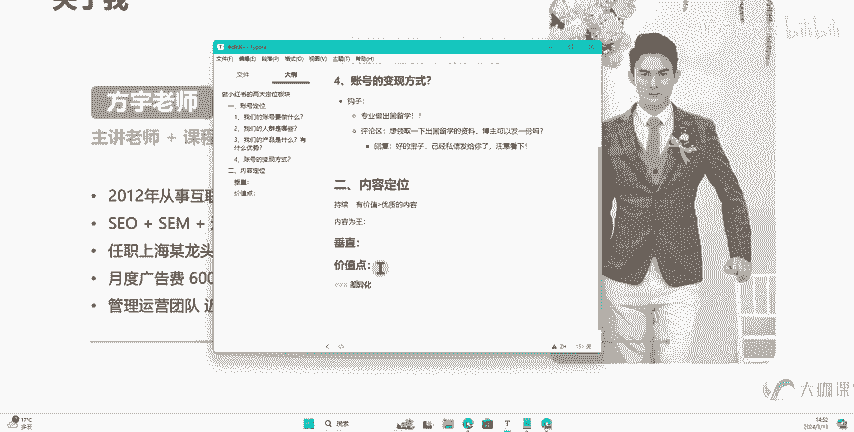 关于我
方宇老师
主讲老师 + 课程
• 2012年从事互联
• SEO + SEM +
• 任职上海某龙头
• 月度广告费 600
• 管理运营团队 近
文件(F) 编辑(E) 段落(P) 格式(O) 视图(V) 主题(T) 帮助(H)
文件 大纲
做小红书的两大定位板块
一、账号定位
1、我们的账号要做什么?
2、我们的人群是哪些?
3、我们的产品是什么?有什么优势?
4、账号的变现方式?
二、内容定位
垂直:
价值点:
4、账号的变现方式?
• 钩子:
专业做出国留学!!
评论区:想领取一下出国留学的资料,博主可以发一份吗?
回复:好的宝子,已经私信发给你了,注意看下!
二、内容定位
持续 有价值>优质的内容
内容为王:
垂直:
价值点:
差异化
大鹏课
17°C
搜索
14:52